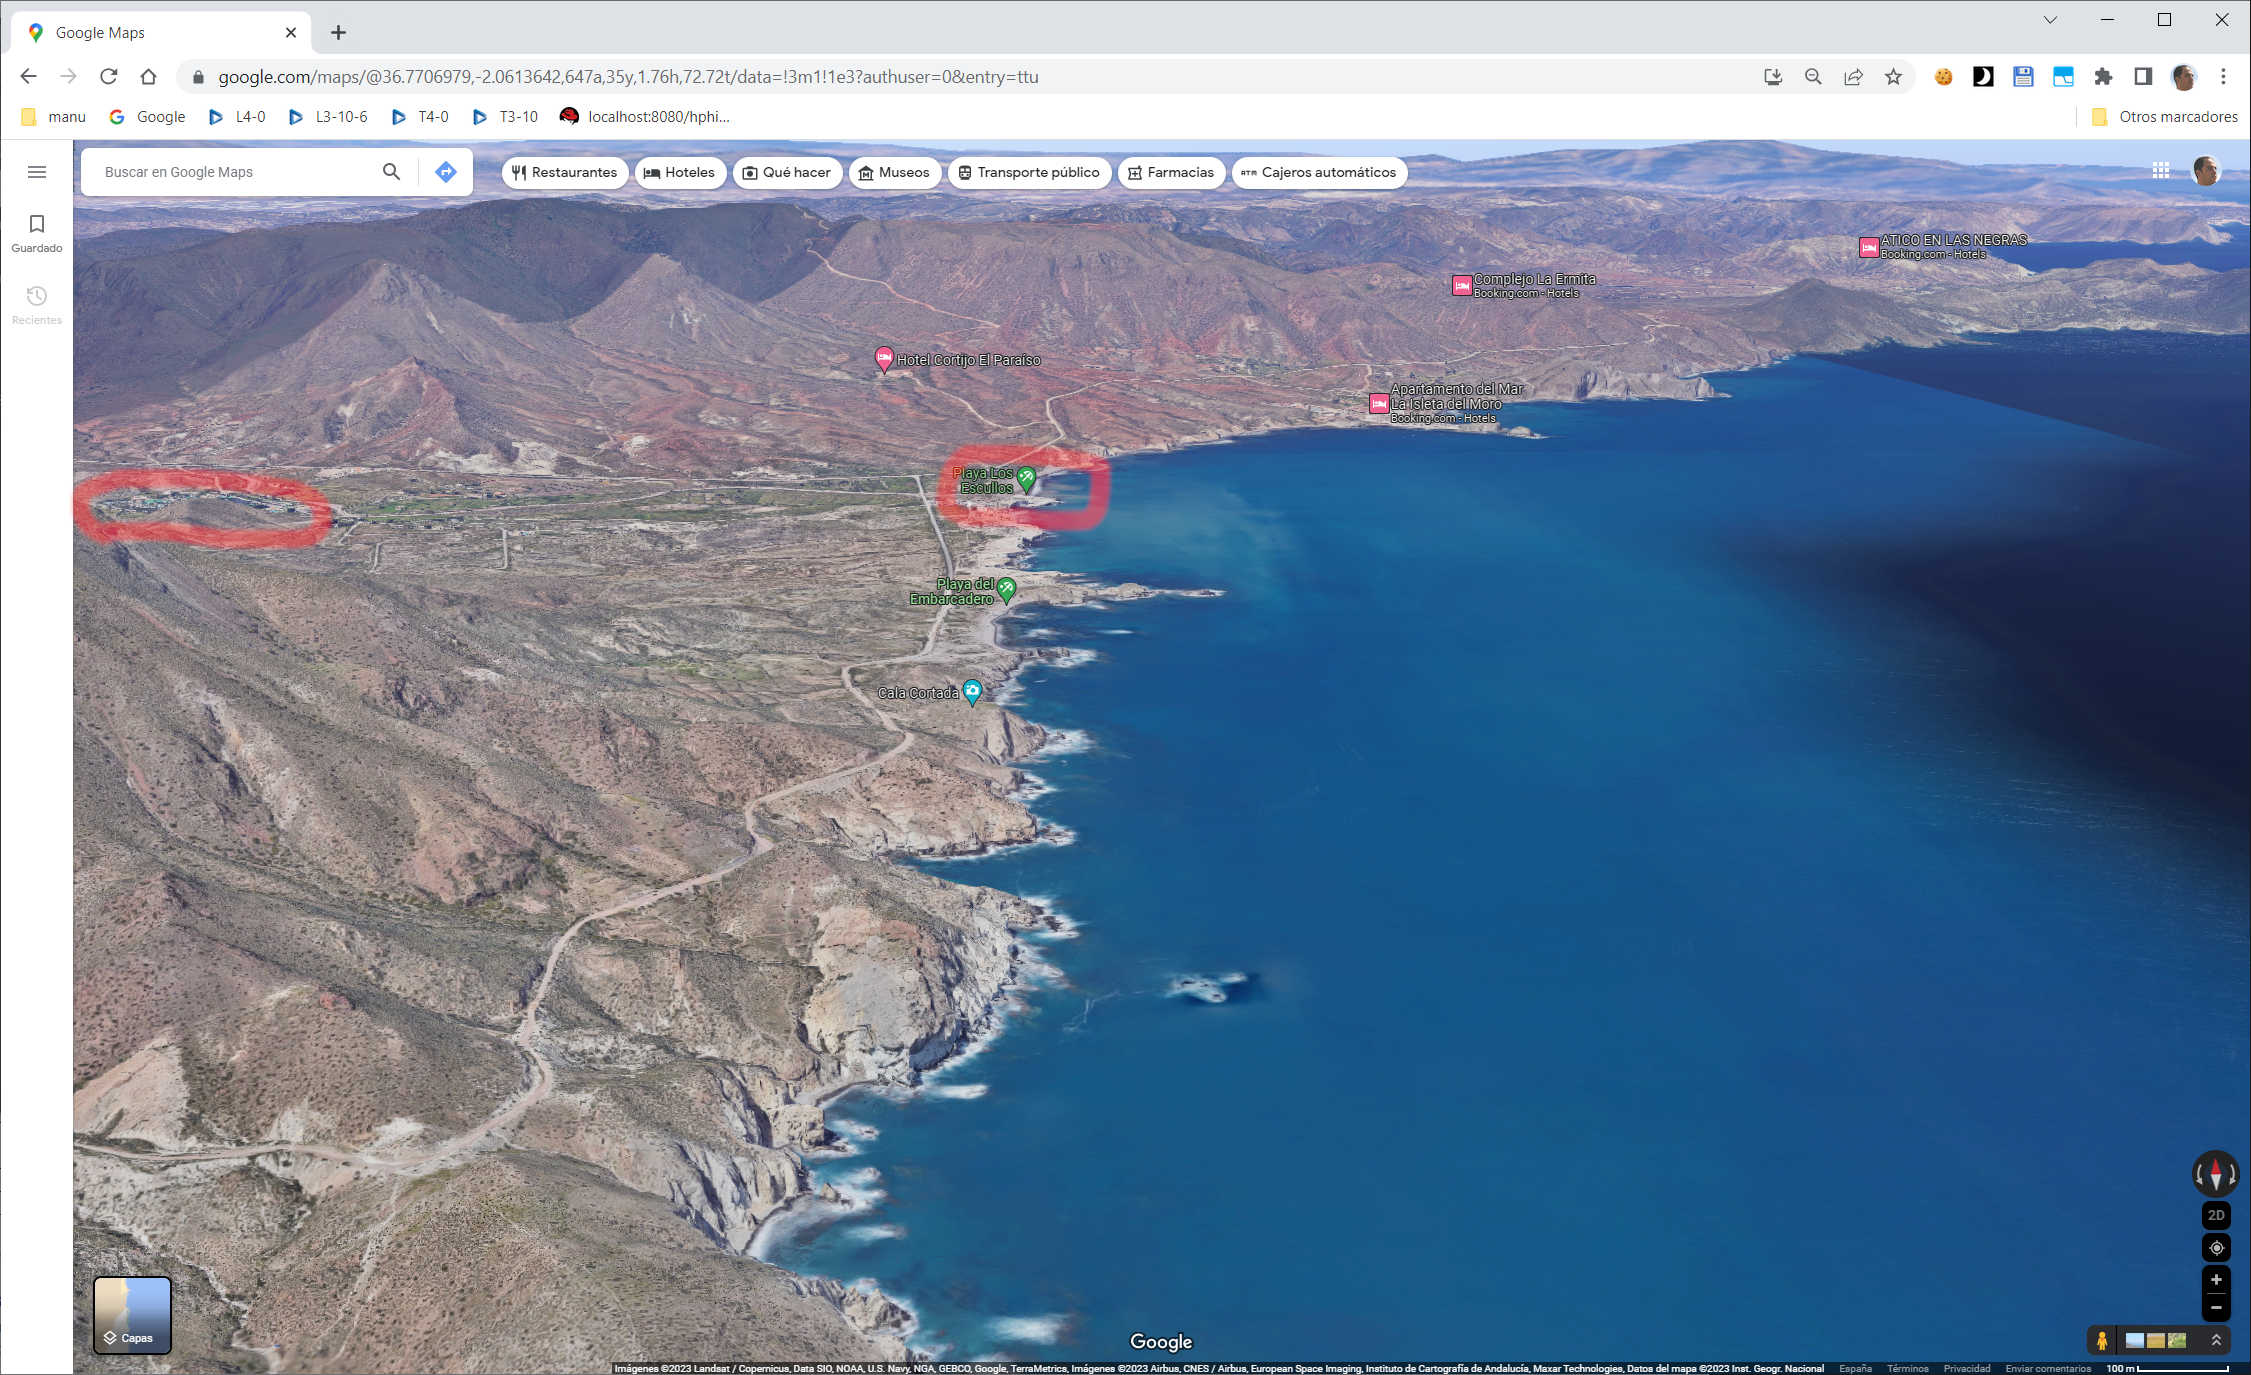 Google Maps
google.com/maps/@36.7706979,-2.0613642,647a,35y,1.76h,72.72t/data=!3m1!1e3?authuser=0&entry=ttu
manu
Google
L4-0
L3-10-6
T4-0
T3-10
localhost:8080/hphi...
Otros marcadores
Buscar en Google Maps
Restaurantes
Hoteles
Qué hacer
Museos
Transporte público
Farmacias
ATM
Cajeros automáticos
Guardado
Recientes
ATICO EN LAS NEGRAS
Booking.com - Hotels
Complejo La Ermita
Booking.com - Hotels
Hotel Cortijo El Paraíso
Apartamento del Mar
La Isleta del Moro
Booking.com - Hotels
Playa Los
Escullos
Playa del
Embarcadero
Cala Cortada
2D
Capas
Google
Imágenes ©2023 Landsat / Copernicus, Data SIO, NOAA, U.S. Navy, NGA, GEBCO, Google, TerraMetrics, Imágenes ©2023 Airbus, CNES / Airbus, European Space Imaging, Instituto de Cartografía de Andalucía, Maxar Technologies, Datos del mapa ©2023 Inst. Geogr. Nacional
España
Términos
Privacidad
Enviar comentarios
100 m